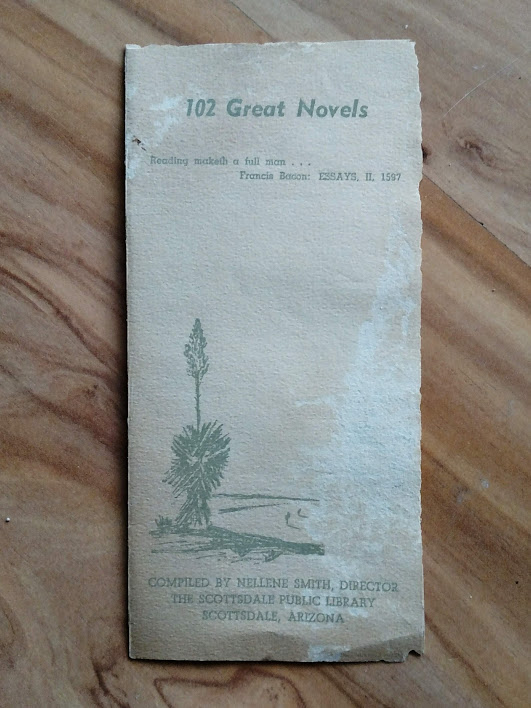 102 Great Novels
Reading maketh a full man . . .
Francis Bacon: ESSAYS, II, 1597
COMPILED BY NELLENE SMITH, DIRECTOR
THE SCOTTSDALE PUBLIC LIBRARY
SCOTTSDALE, ARIZONA